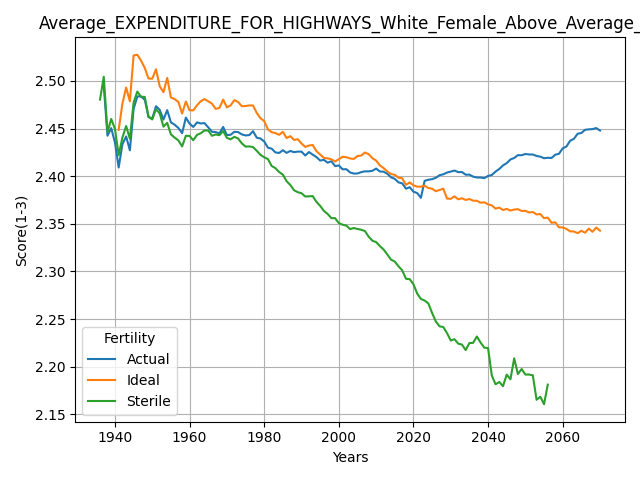 Average_EXPENDITURE_FOR_HIGHWAYS_White_Female_Above_Average_
2.50
2.45
2.40
2.35
2.30
2.25
2.20
2.15
Score(1-3)
Fertility
Actual
Ideal
Sterile
1940 1960 1980 2000 2020 2040 2060
Years